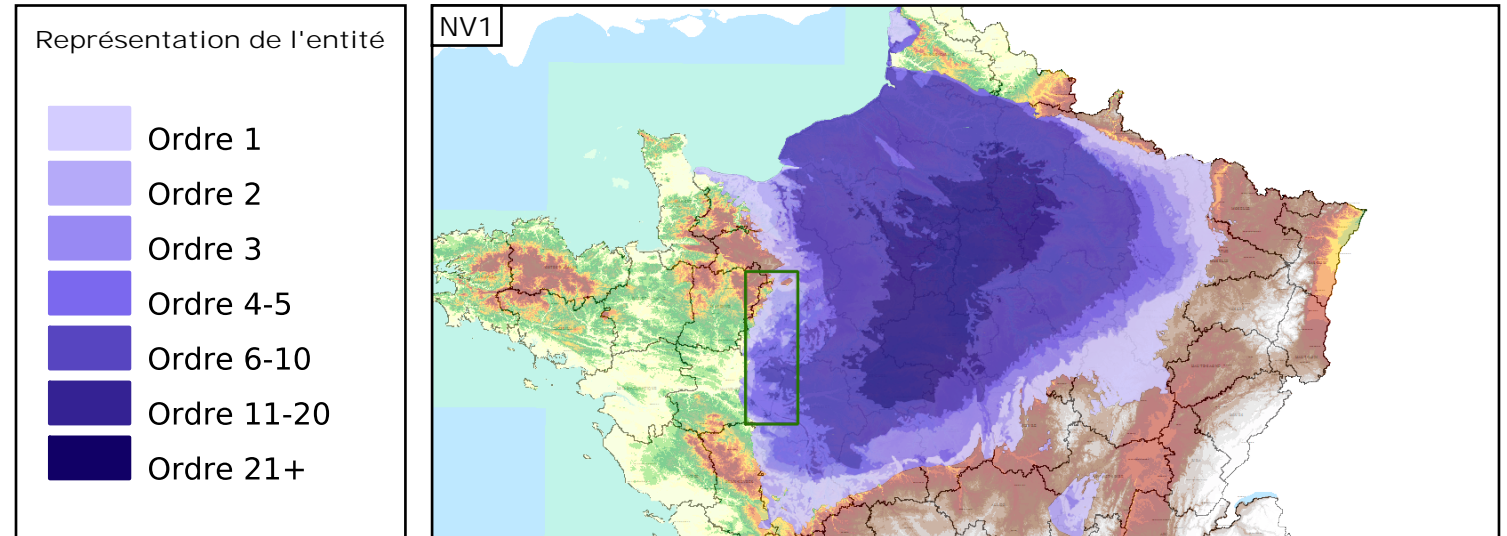 Représentation de l'entité
Ordre 1
Ordre 2
Ordre 3
Ordre 4-5
Ordre 6-10
Ordre 11-20
Ordre 21+
NV1